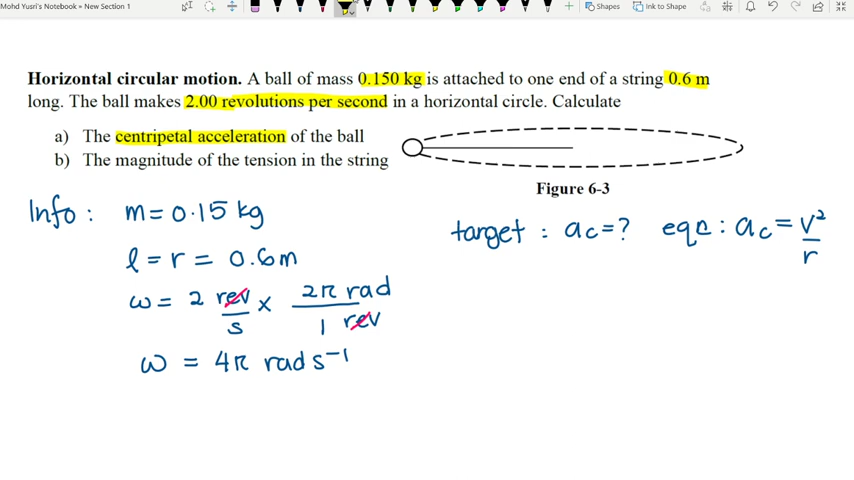 Mohd Yusri's Notebook » New Section 1
Shapes
Ink to Shape
Horizontal circular motion. A ball of mass 0.150 kg is attached to one end of a string 0.6 m
long. The ball makes 2.00 revolutions per second in a horizontal circle. Calculate
a) The centripetal acceleration of the ball
b) The magnitude of the tension in the string
Figure 6-3
Info : m = 0.15 kg
l = r = 0.6m
ω = 2 rev/s × 2π rad/1 rev
ω = 4π rad s⁻¹
target : ac = ? eqn : ac = v²/r